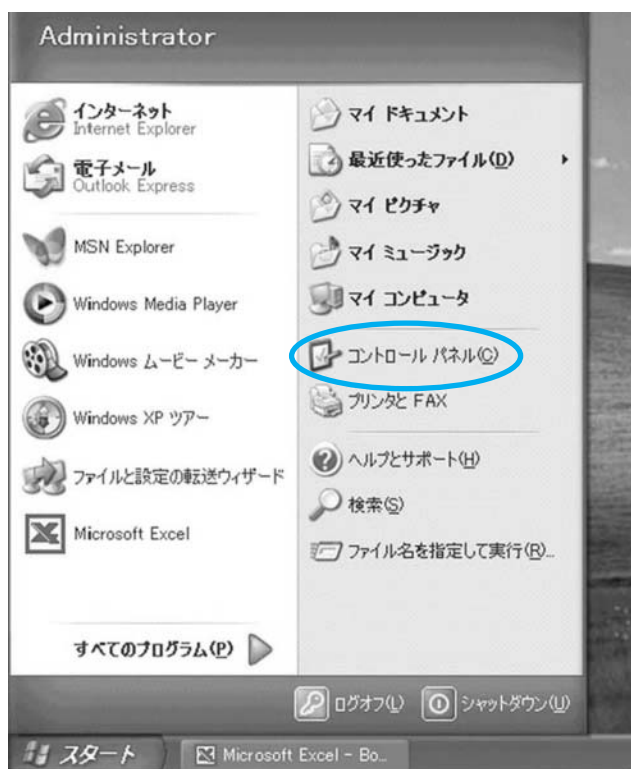 Administrator
インターネット
Internet Explorer
電子メール
Outlook Express
MSN Explorer
Windows Media Player
Windows ムービー メーカー
Windows XP ツアー
ファイルと設定の転送ウィザード
Microsoft Excel
すべてのプログラム(P)
マイ ドキュメント
最近使ったファイル(D)
マイ ピクチャ
マイ ミュージック
マイ コンピュータ
コントロール パネル(C)
プリンタと FAX
ヘルプとサポート(H)
検索(S)
ファイル名を指定して実行(R)...
ログオフ(L)
シャットダウン(U)
スタート
Microsoft Excel - Bo...